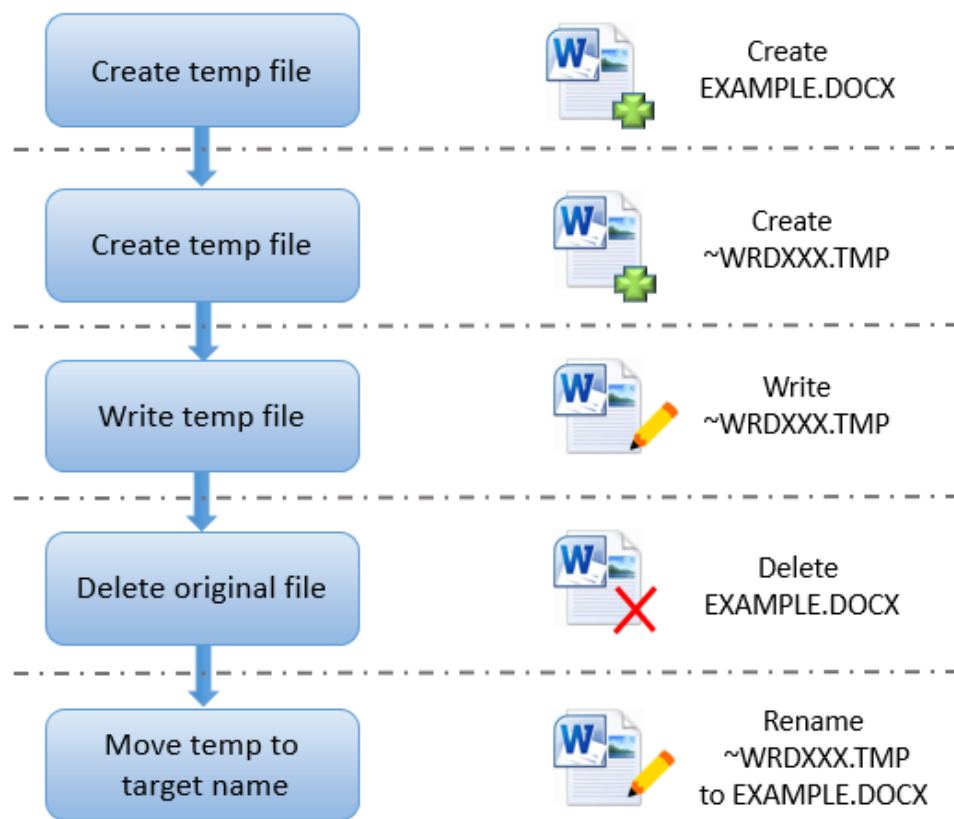 Create temp file
Create
EXAMPLE.DOCX
Create temp file
Create
~WRDXXX.TMP
Write temp file
Write
~WRDXXX.TMP
Delete original file
Delete
EXAMPLE.DOCX
Move temp to
target name
Rename
~WRDXXX.TMP
to EXAMPLE.DOCX